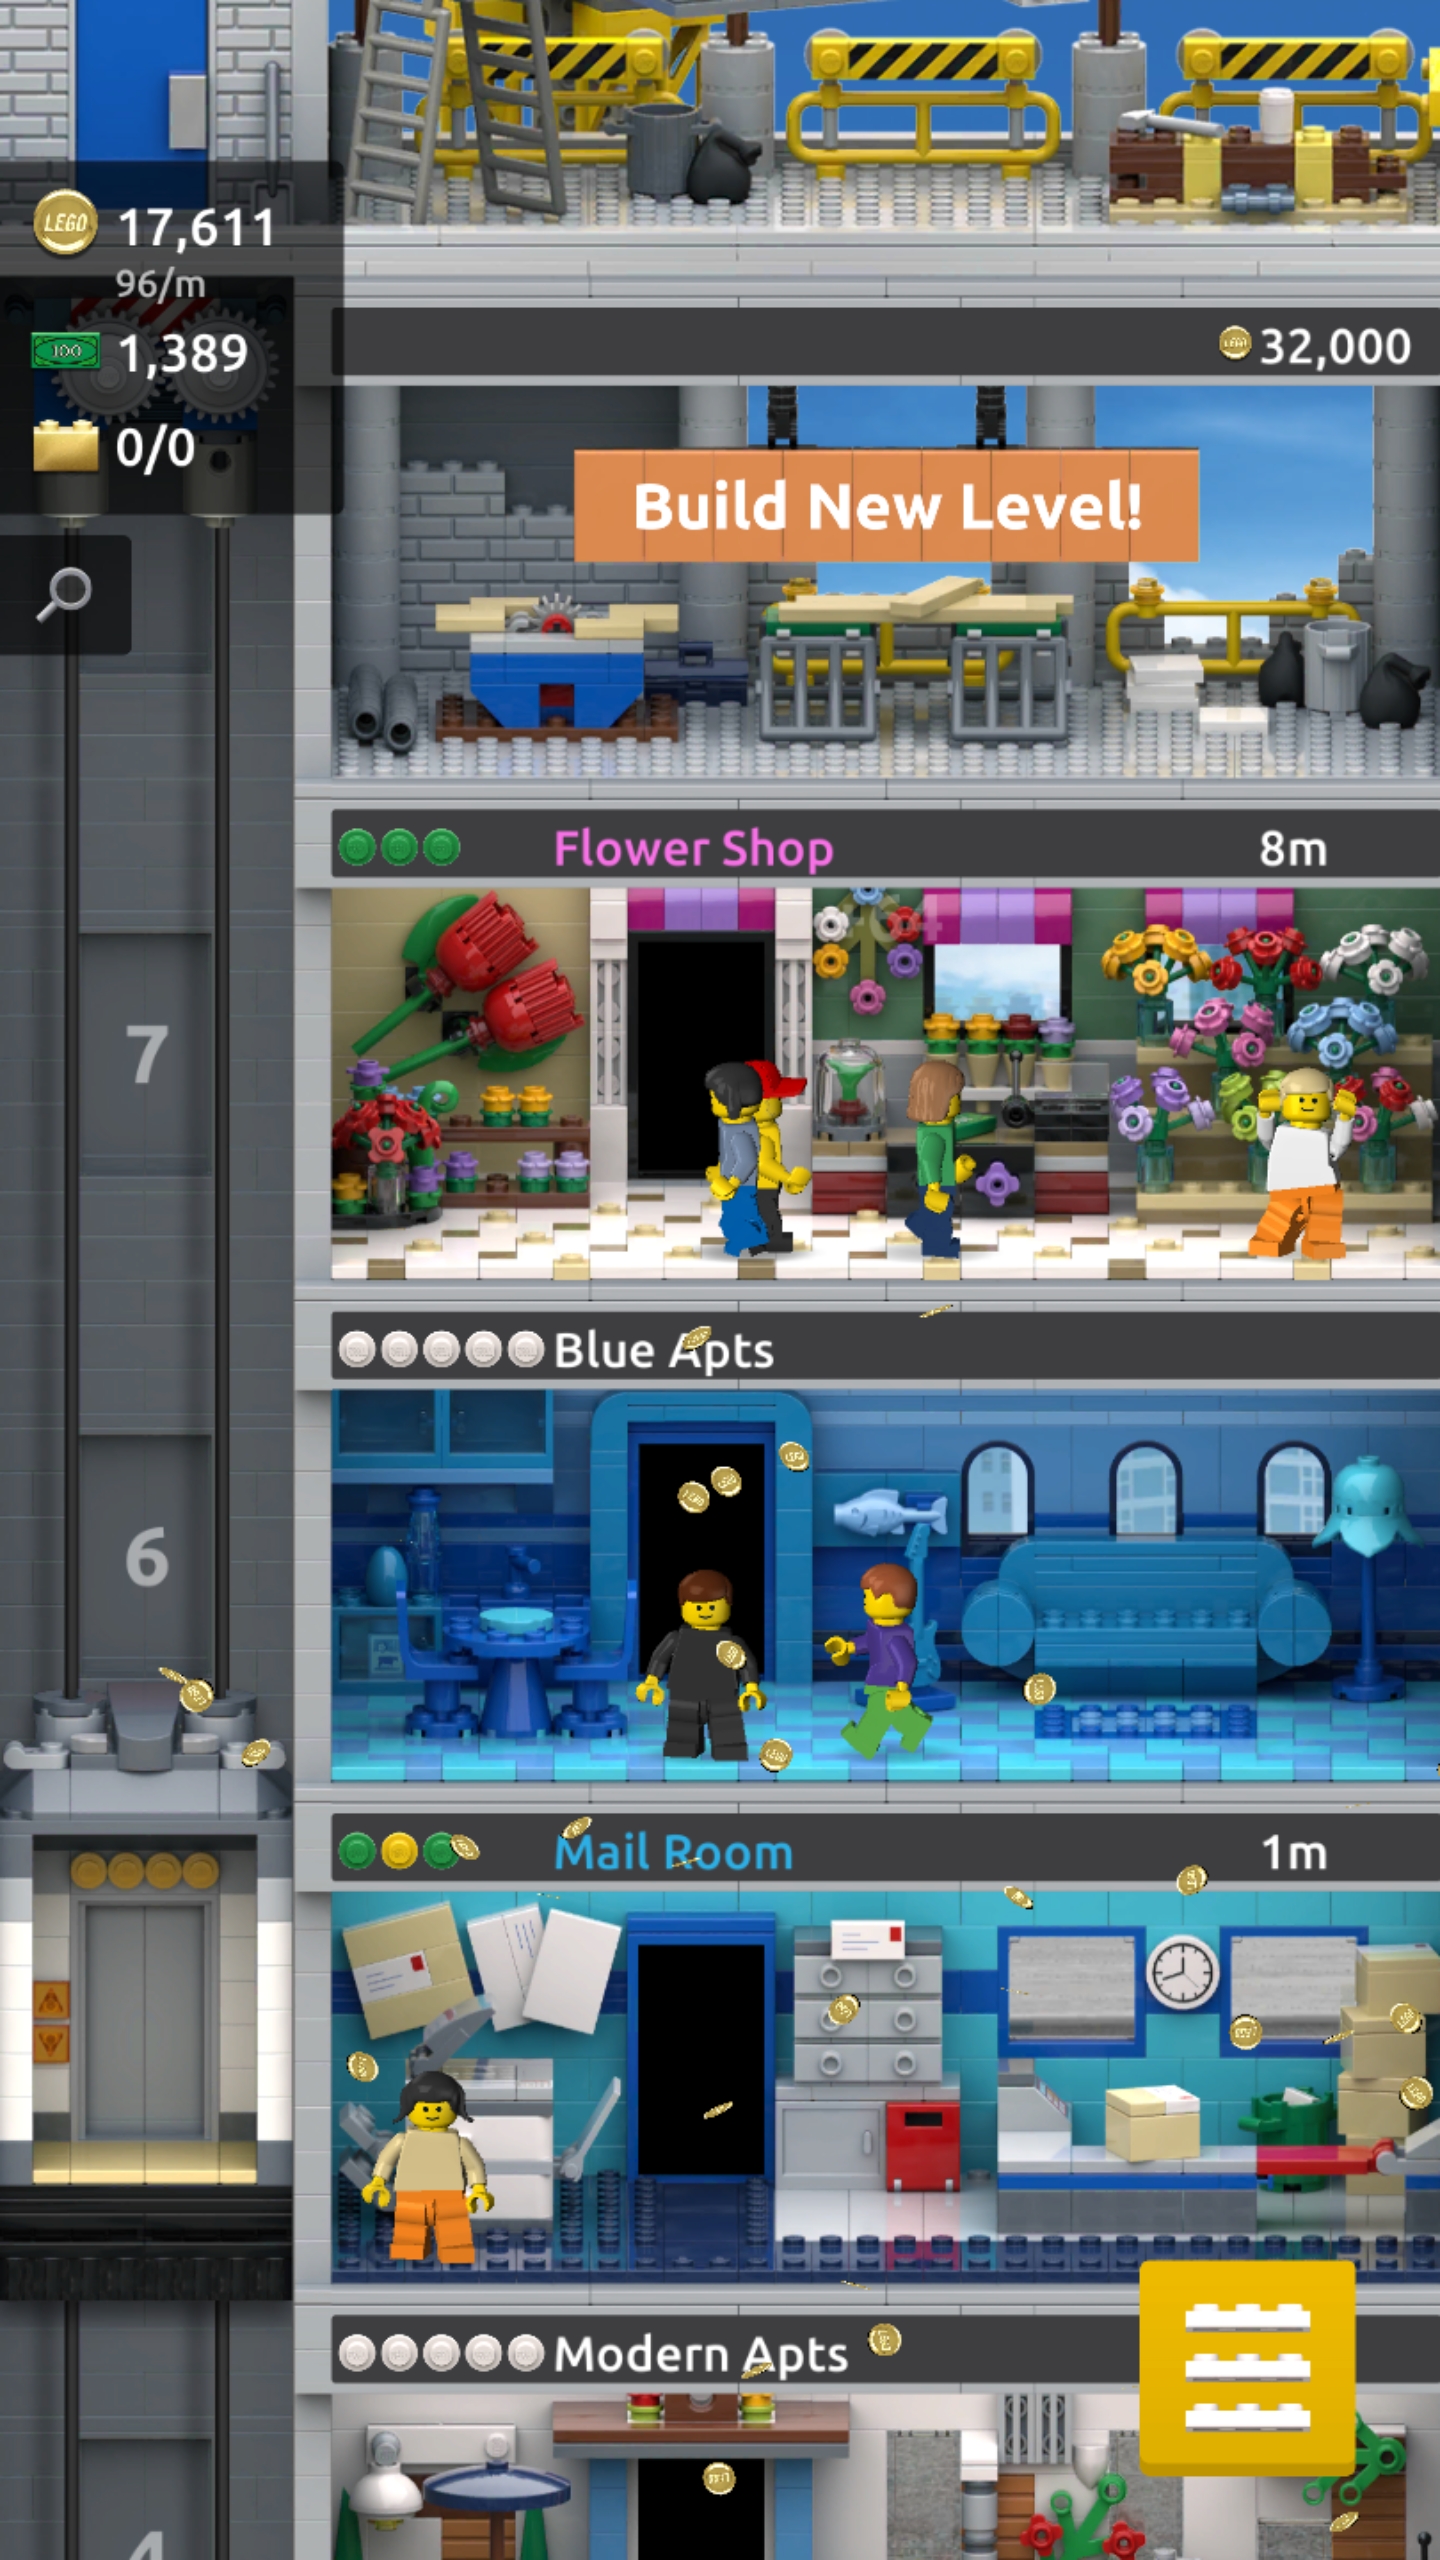 LEGO 17,611
96/m
100 1,389
0/0
32,000
Build New Level!
Flower Shop 8m
7
Blue Apts
6
Mail Room 1m
Modern Apts
4